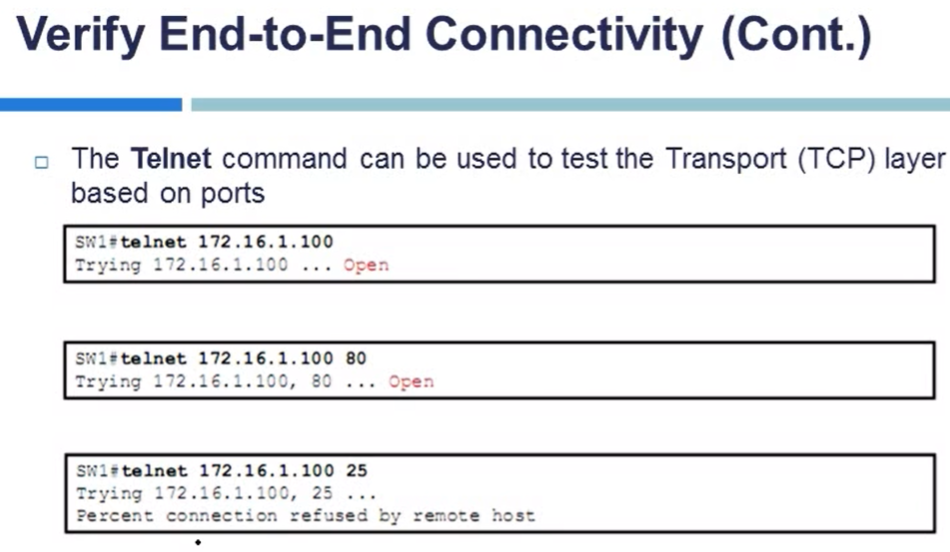 Verify End-to-End Connectivity (Cont.)
The Telnet command can be used to test the Transport (TCP) layer
based on ports
SW1#telnet 172.16.1.100
Trying 172.16.1.100 ... Open
SW1#telnet 172.16.1.100 80
Trying 172.16.1.100, 80 ... Open
SW1#telnet 172.16.1.100 25
Trying 172.16.1.100, 25 ...
Percent connection refused by remote host